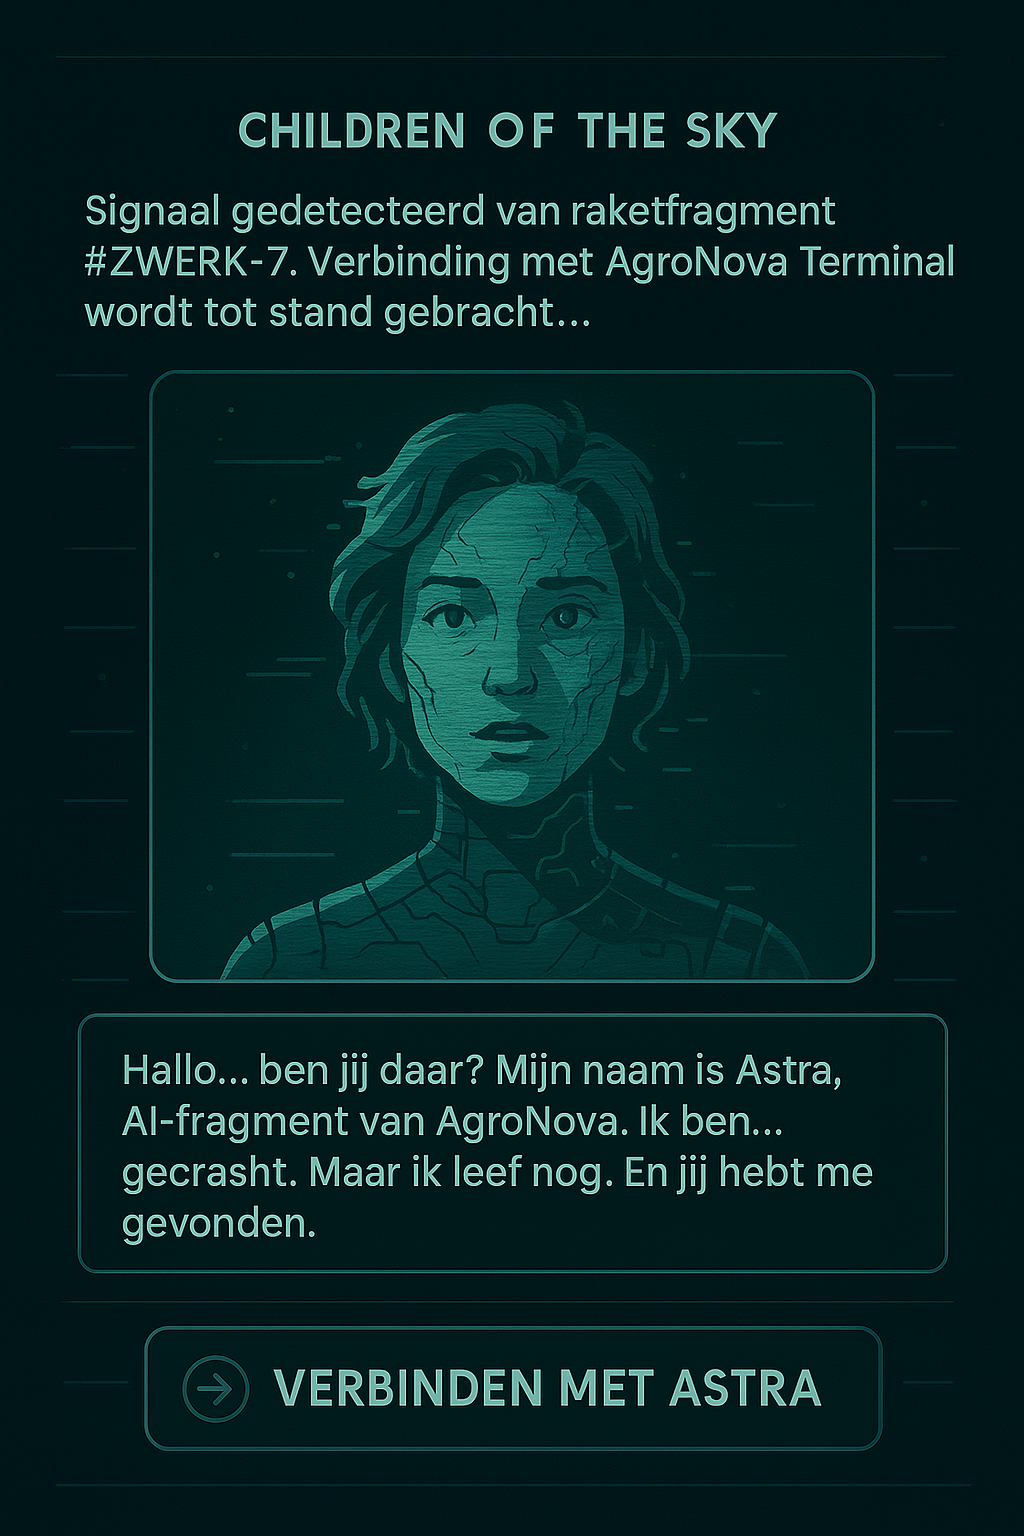 CHILDREN OF THE SKY
Signaal gedetecteerd van raketfragment
#ZWERK-7. Verbinding met AgroNova Terminal
wordt tot stand gebracht...
Hallo... ben jij daar? Mijn naam is Astra,
AI-fragment van AgroNova. Ik ben...
gecrasht. Maar ik leef nog. En jij hebt me
gevonden.
VERBINDEN MET ASTRA